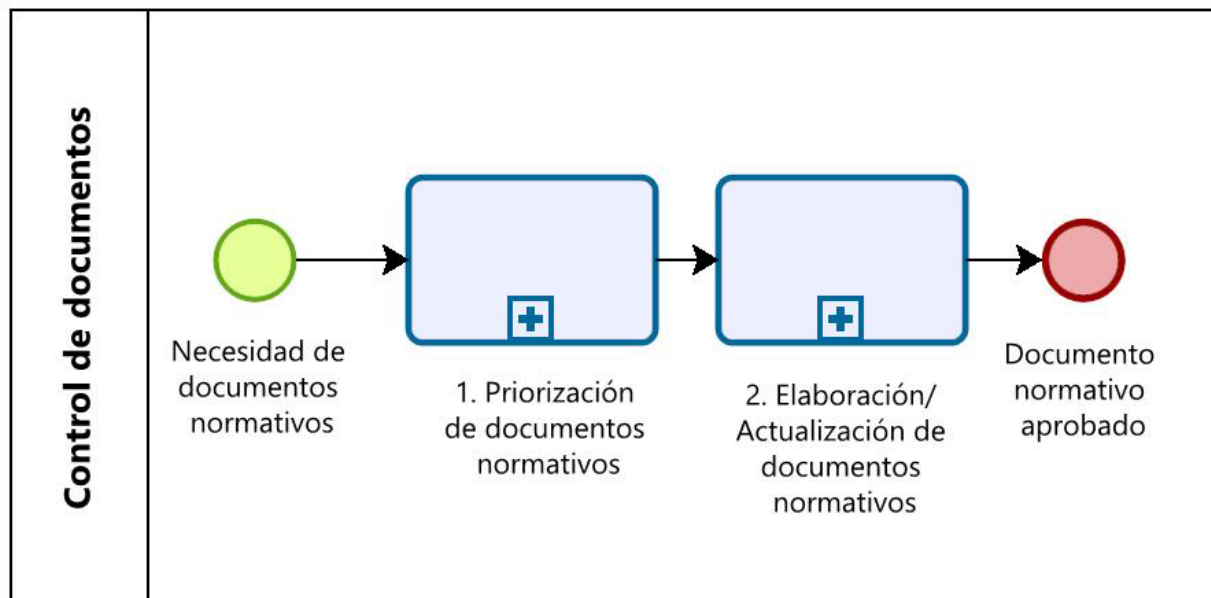 Control de documentos
Necesidad de
documentos
normativos
1. Priorización
de documentos
normativos
2. Elaboración/
Actualización de
documentos
normativos
Documento
normativo
aprobado